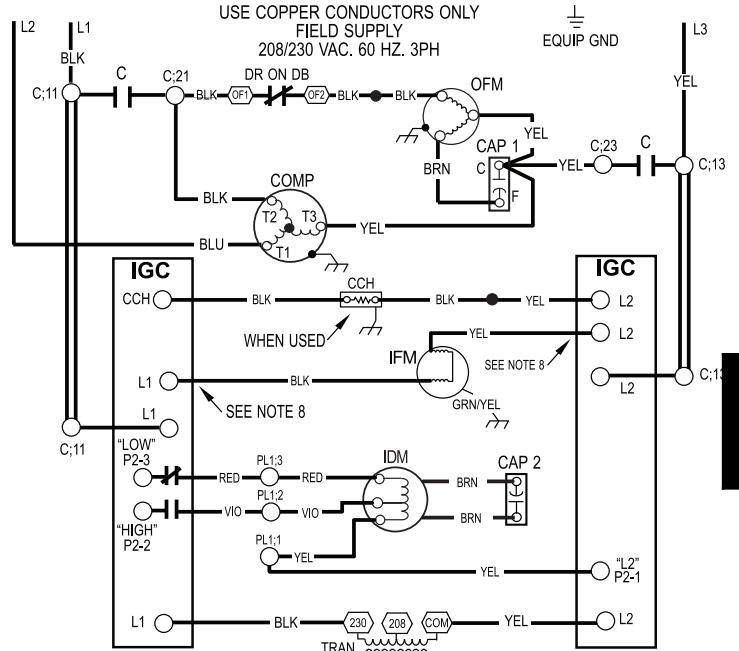 USE COPPER CONDUCTORS ONLY
FIELD SUPPLY
208/230 VAC. 60 HZ. 3PH
EQUIP GND
L2
L1
L3
BLK
YEL
C;11
C
C;21
BLK
DR ON DB
OF1
OF2
BLK
BLK
OFM
YEL
CAP 1
C
F
BRN
YEL
C;23
C
C;13
COMP
BLK
T2
T3
T1
YEL
BLU
IGC
IGC
CCH
BLK
CCH
BLK
YEL
L2
WHEN USED
YEL
L2
IFM
SEE NOTE 8
L1
BLK
L2
C;13
GRN/YEL
SEE NOTE 8
L1
C;11
"LOW"
P2-3
RED
PL1;3
RED
IDM
BRN
CAP 2
VIO
PL1;2
VIO
BRN
"HIGH"
P2-2
PL1;1
YEL
YEL
"L2"
P2-1
L1
BLK
230
208
COM
YEL
L2
TRAN